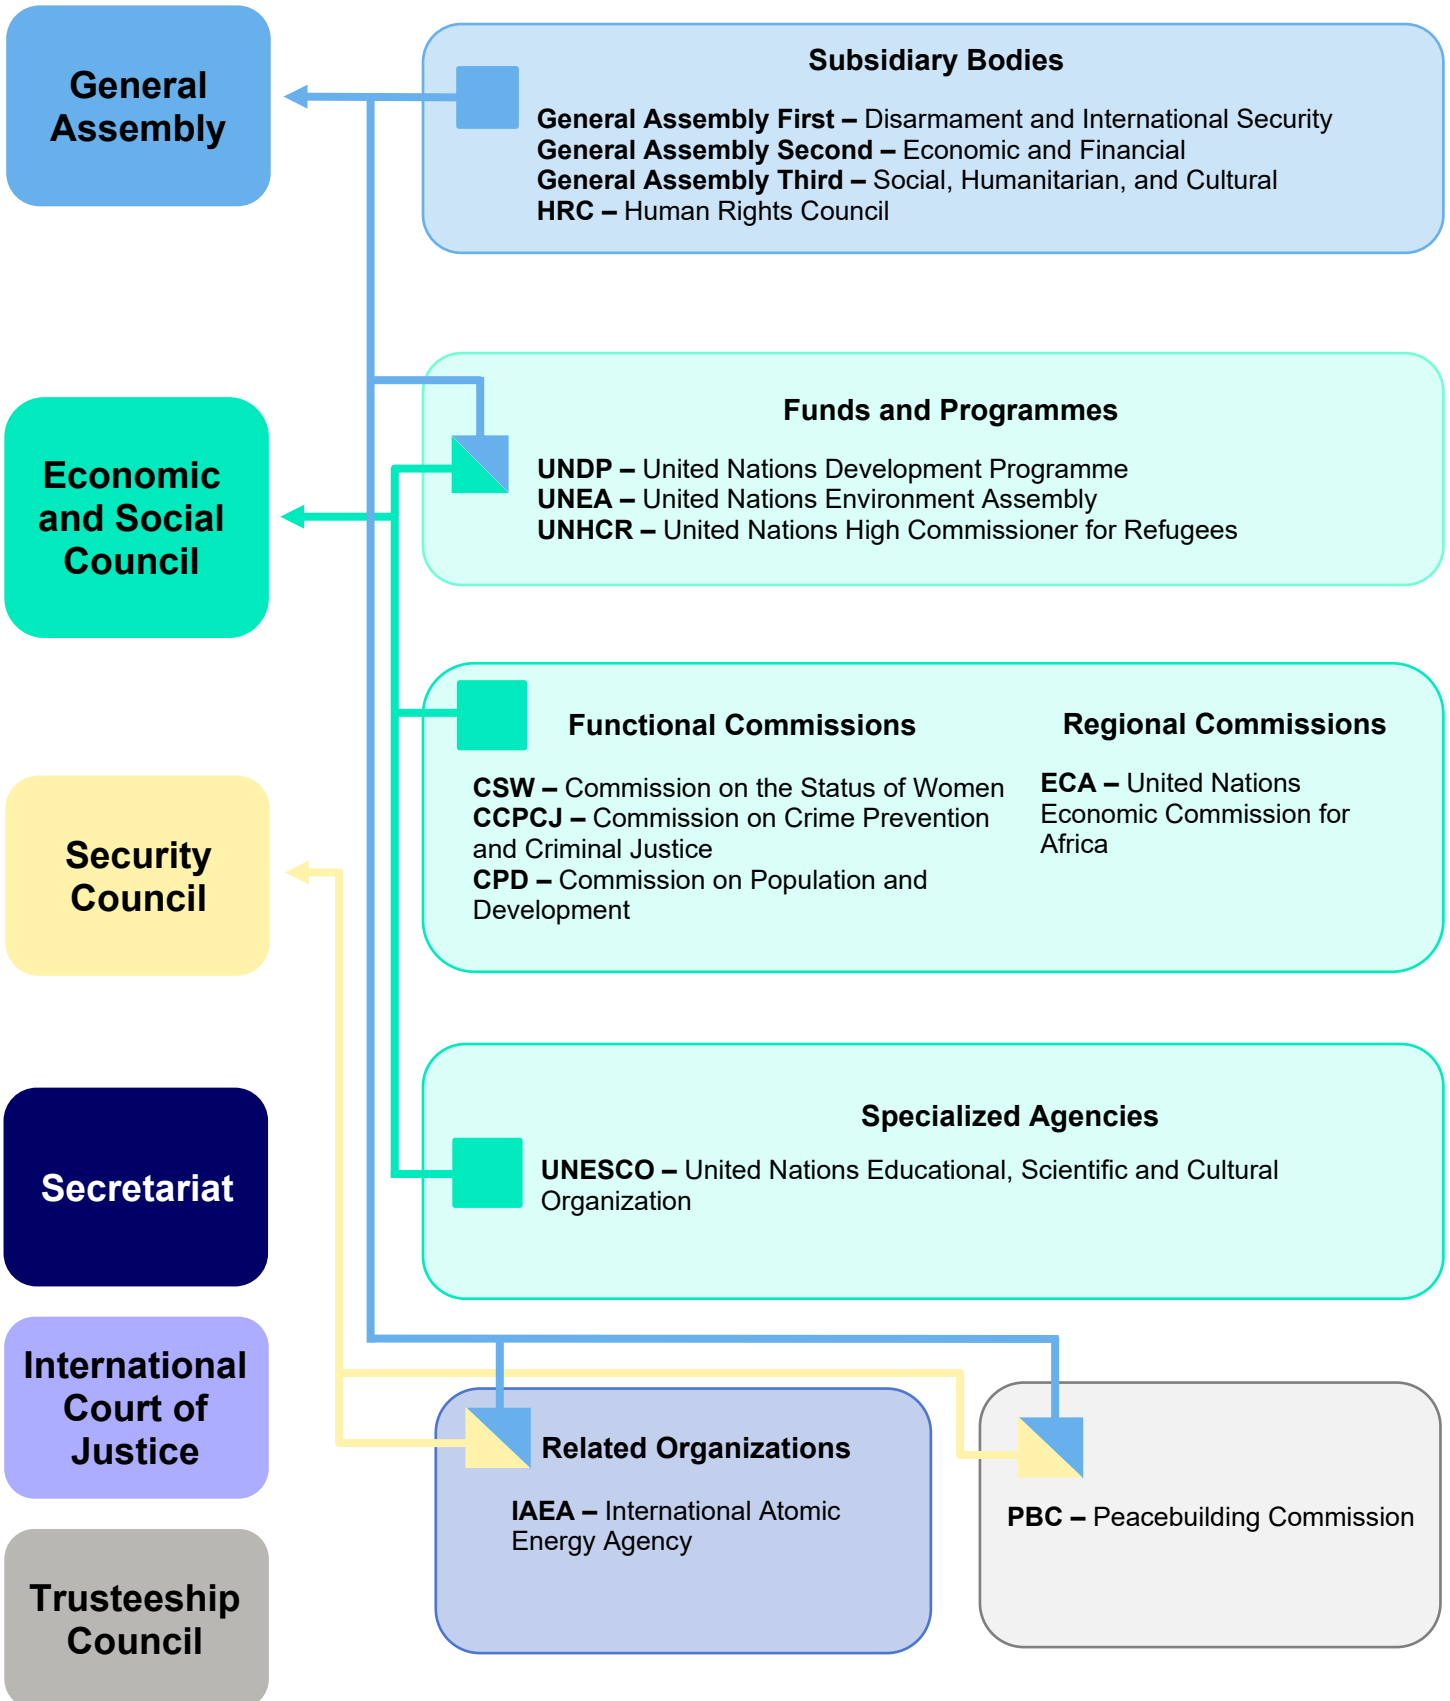 General
Assembly
Subsidiary Bodies
General Assembly First – Disarmament and International Security
General Assembly Second – Economic and Financial
General Assembly Third – Social, Humanitarian, and Cultural
HRC – Human Rights Council
Economic
and Social
Council
Funds and Programmes
UNDP – United Nations Development Programme
UNEA – United Nations Environment Assembly
UNHCR – United Nations High Commissioner for Refugees
Functional Commissions
CSW – Commission on the Status of Women
CCPCJ – Commission on Crime Prevention
and Criminal Justice
CPD – Commission on Population and
Development
Regional Commissions
ECA – United Nations
Economic Commission for
Africa
Security
Council
Specialized Agencies
UNESCO – United Nations Educational, Scientific and Cultural
Organization
Secretariat
International
Court of
Justice
Related Organizations
IAEA – International Atomic
Energy Agency
PBC – Peacebuilding Commission
Trusteeship
Council